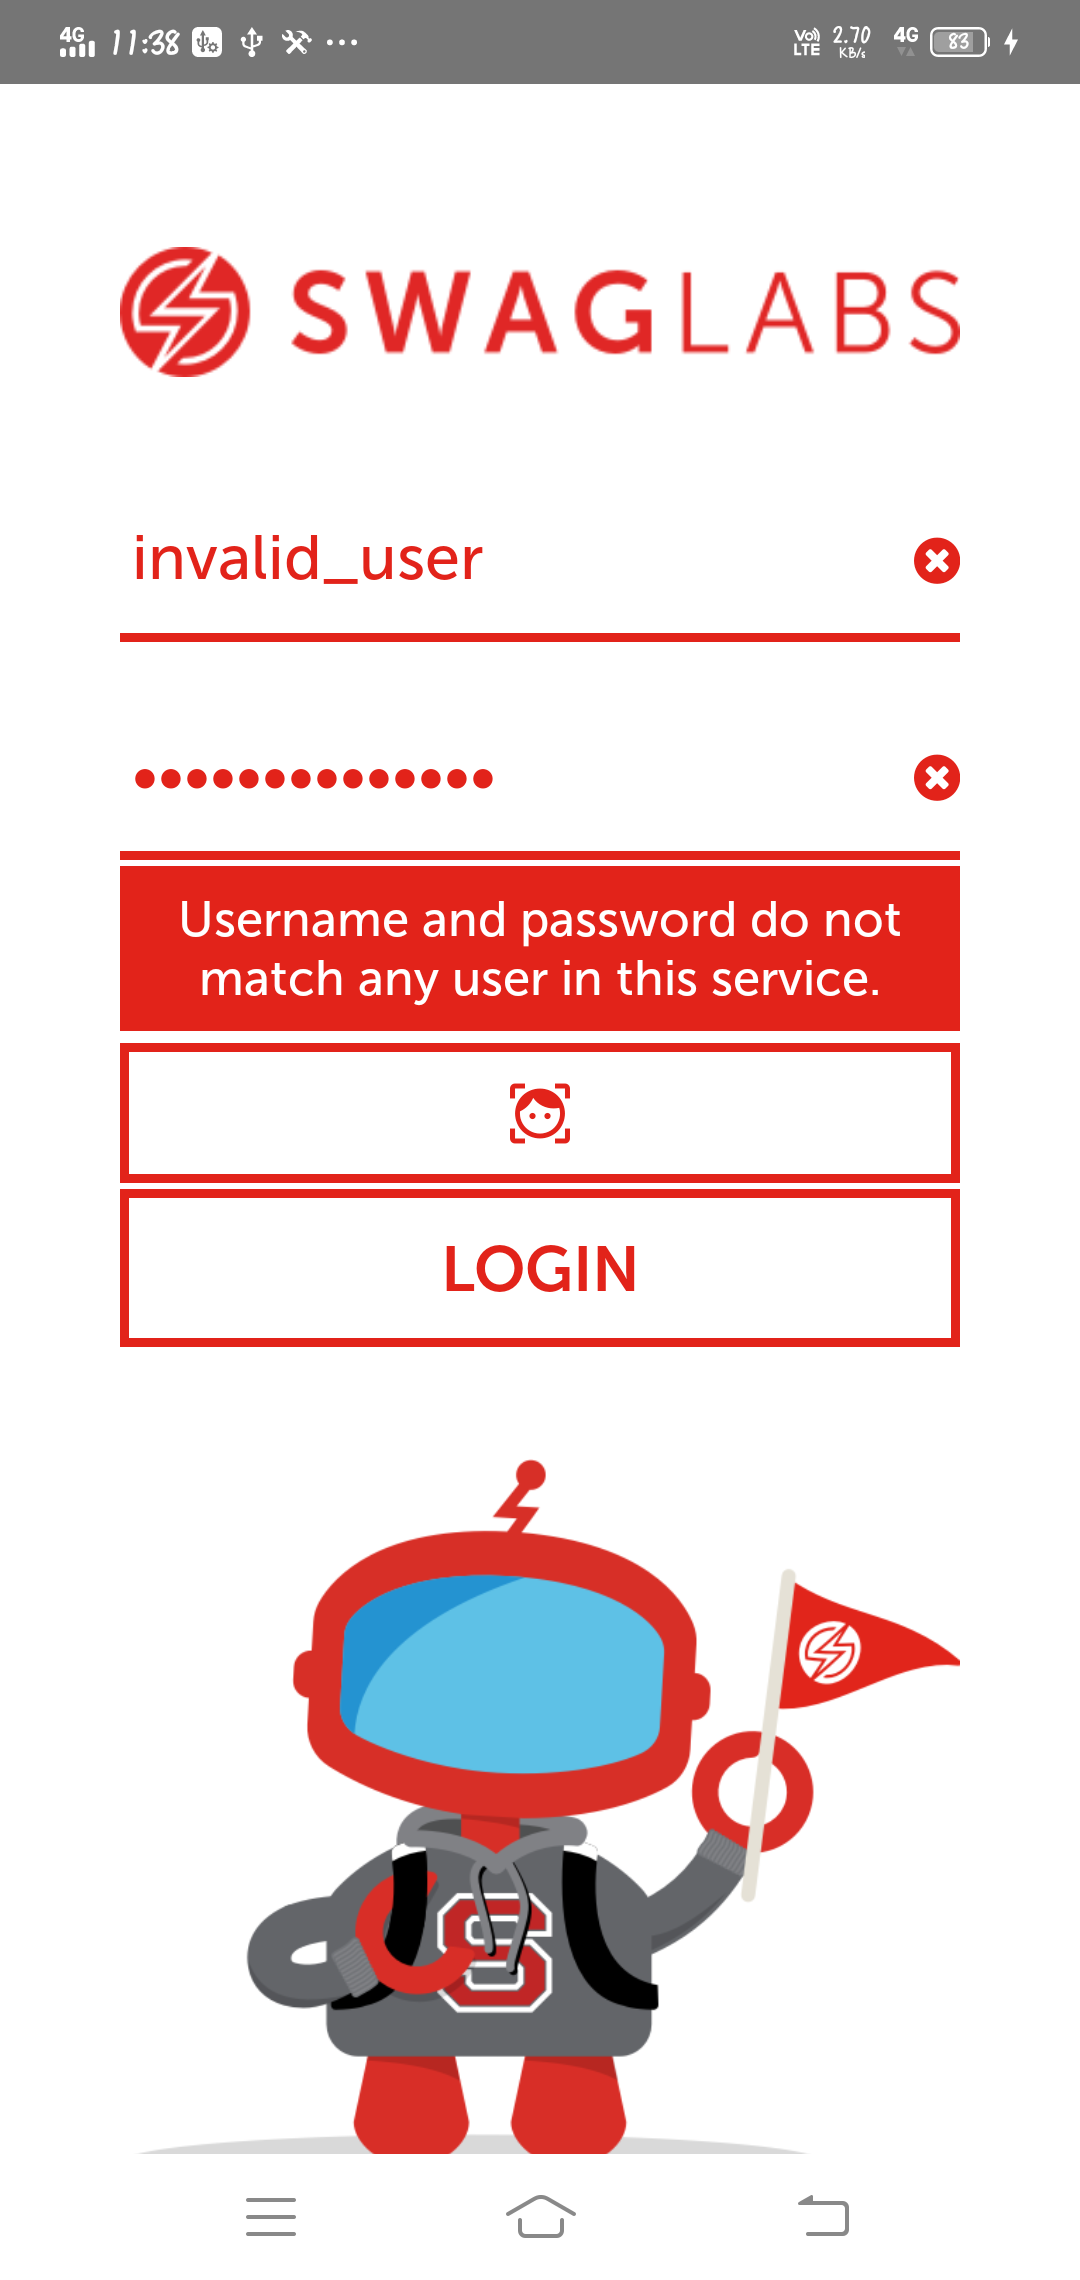 4G 11:38 Vo) LTE 2.70 KB/s 4G 83
SWAGLABS
invalid_user
••••••••••••••
Username and password do not
match any user in this service.
LOGIN
S